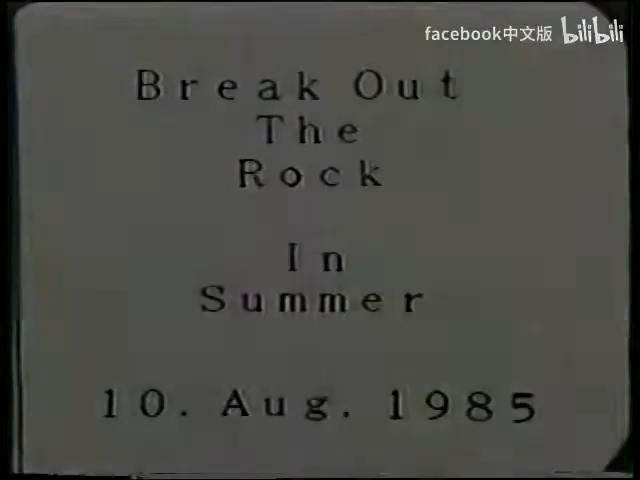 facebook中文版 bilibili
Break Out
The
Rock
In
Summer
10. Aug. 1985